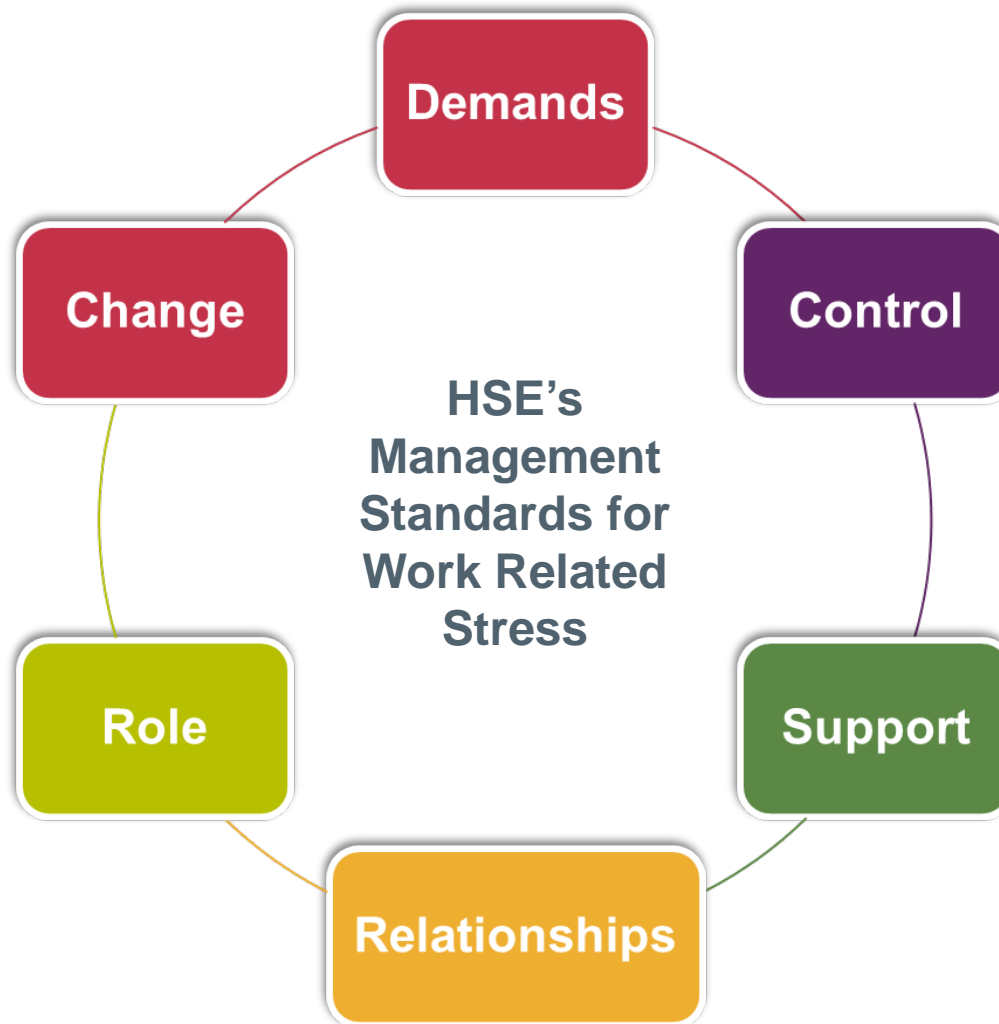 Demands
Change
Control
HSE’s
Management
Standards for
Work Related
Stress
Role
Support
Relationships